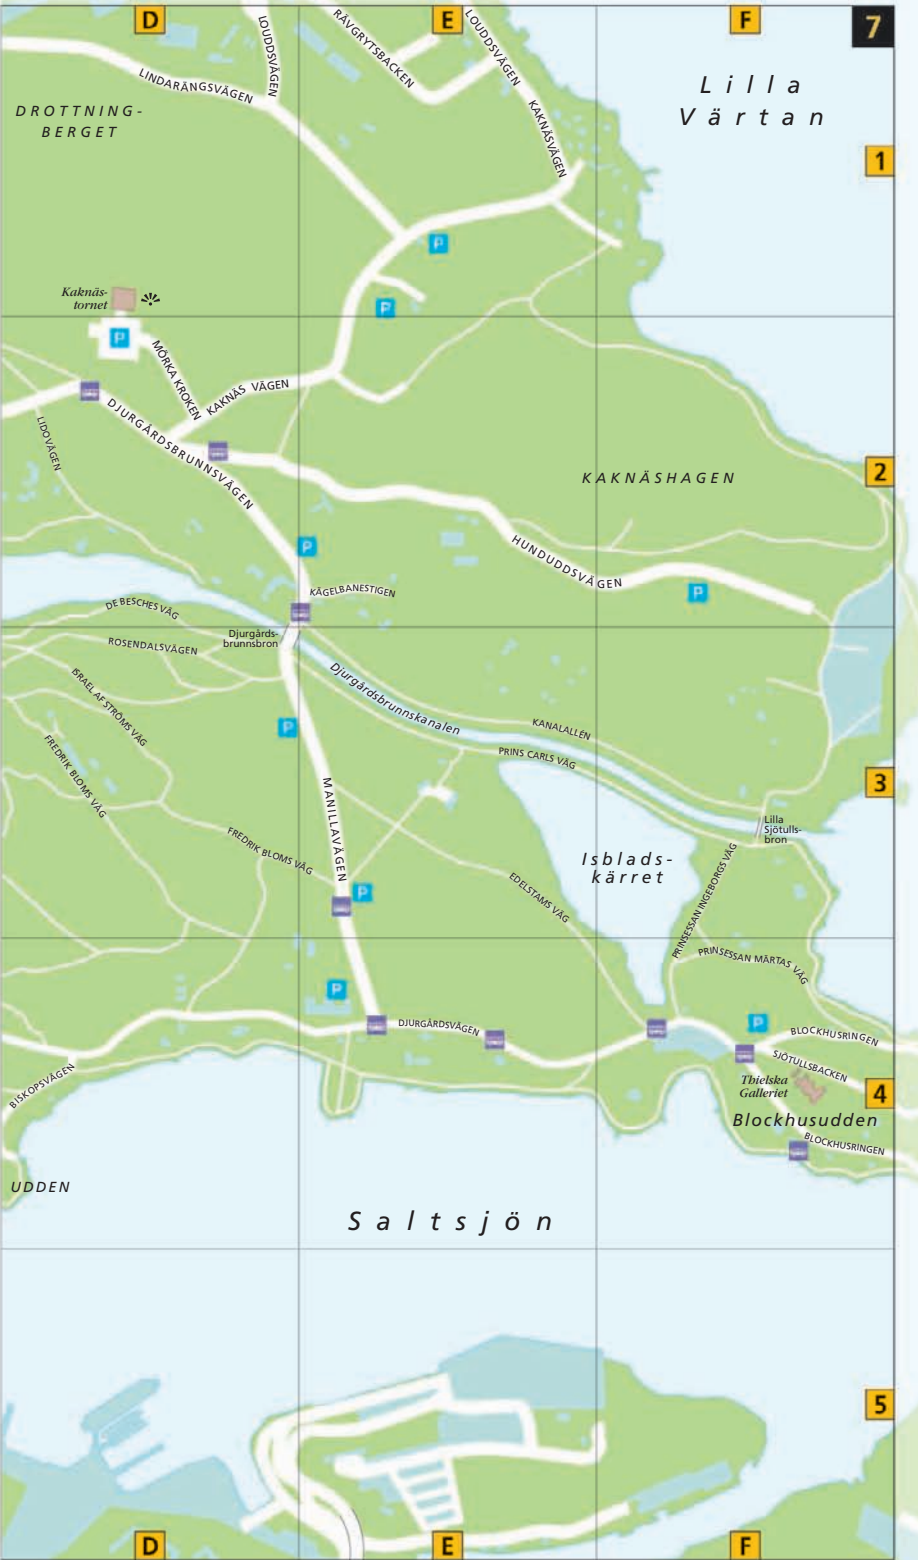 D
E
F
7
LOUDDSVÄGEN
RÄVGRYTSBACKEN
LOUDDSVÄGEN
Lilla
Värtan
LINDARÄNGSVÄGEN
KAKNÄSVÄGEN
DROTTNING-
BERGET
1
P
Kaknäs-
tornet
P
P
MÖRKA KROKEN
KAKNÄS VÄGEN
DJURGÅRDSBRUNNSVÄGEN
LIDOVÄGEN
KAKNÄSHAGEN
2
P
HUNDUDDSVÄGEN
P
KÄGELBANESTIGEN
DE BESCHES VÄG
Djurgårds-
brunnsbron
ROSENDALSVÄGEN
Djurgårdsbrunnskanalen
ISRAEL AF STRÖMS VÄG
P
KANALALLÉN
PRINS CARLS VÄG
FREDRIK BLOMS VÄG
MANILLAVÄGEN
3
Lilla
Sjötulls-
bron
FREDRIK BLOMS VÄG
Isblads-
kärret
P
EDELSTAMS VÄG
PRINSESSAN INGEBORGS VÄG
PRINSESSAN MÄRTAS VÄG
P
DJURGÅRDSVÄGEN
P
BLOCKHUSRINGEN
SJÖTULLSBACKEN
BISKOPSVÄGEN
Thielska
Galleriet
4
Blockhusudden
BLOCKHUSRINGEN
UDDEN
Saltsjön
5
D
E
F